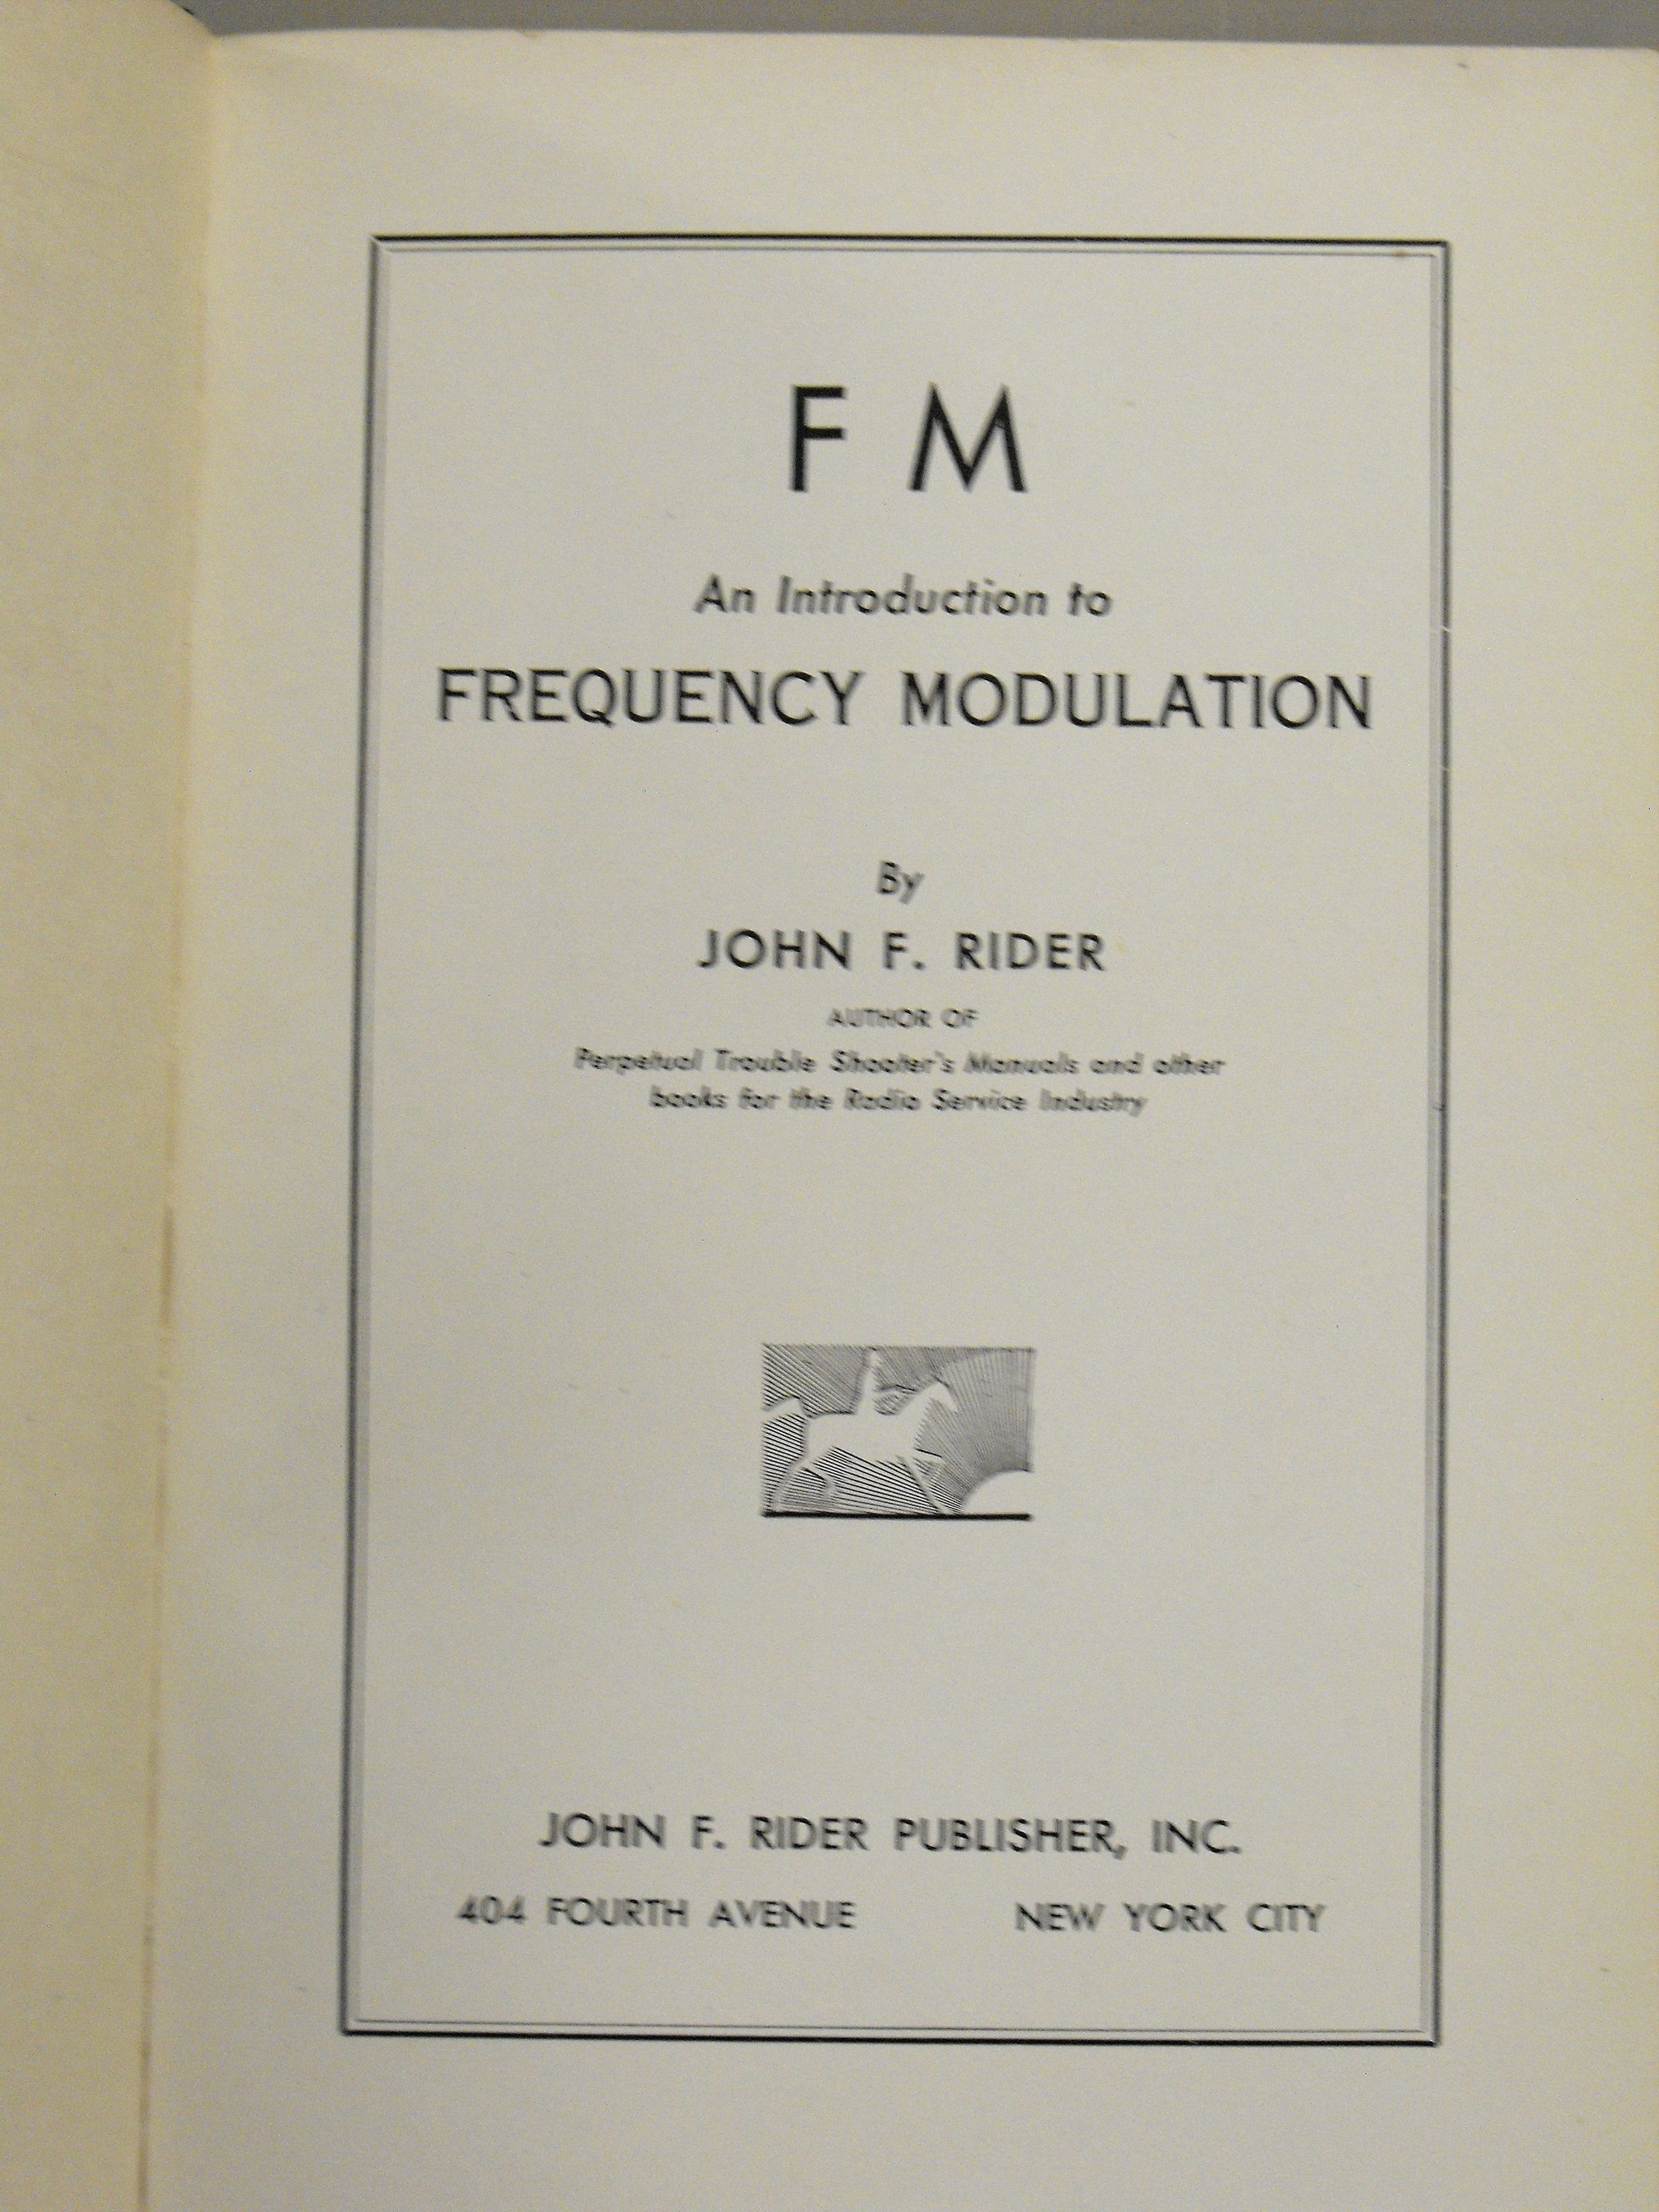 F M
An Introduction to
FREQUENCY MODULATION
By
JOHN F. RIDER
AUTHOR OF
Perpetual Trouble Shooter's Manuals and other
books for the Radio Service Industry
JOHN F. RIDER PUBLISHER, INC.
404 FOURTH AVENUE NEW YORK CITY